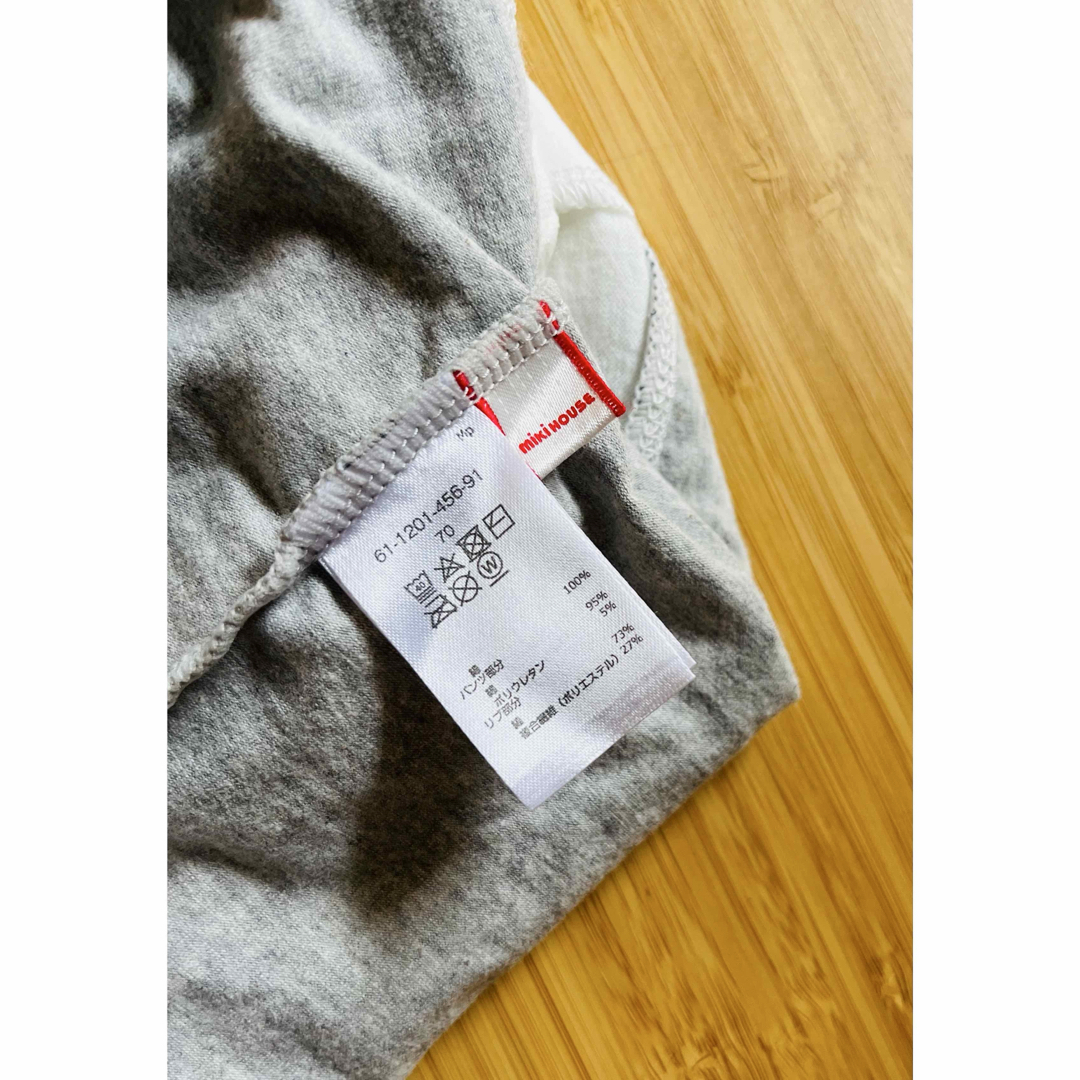 miki HOUSE
Mp
61-1201-456-91
70
40
W
綿 100%
パンツ部分
綿 95%
ポリウレタン 5%
リブ部分
綿 73%
複合繊維(ポリエステル) 27%